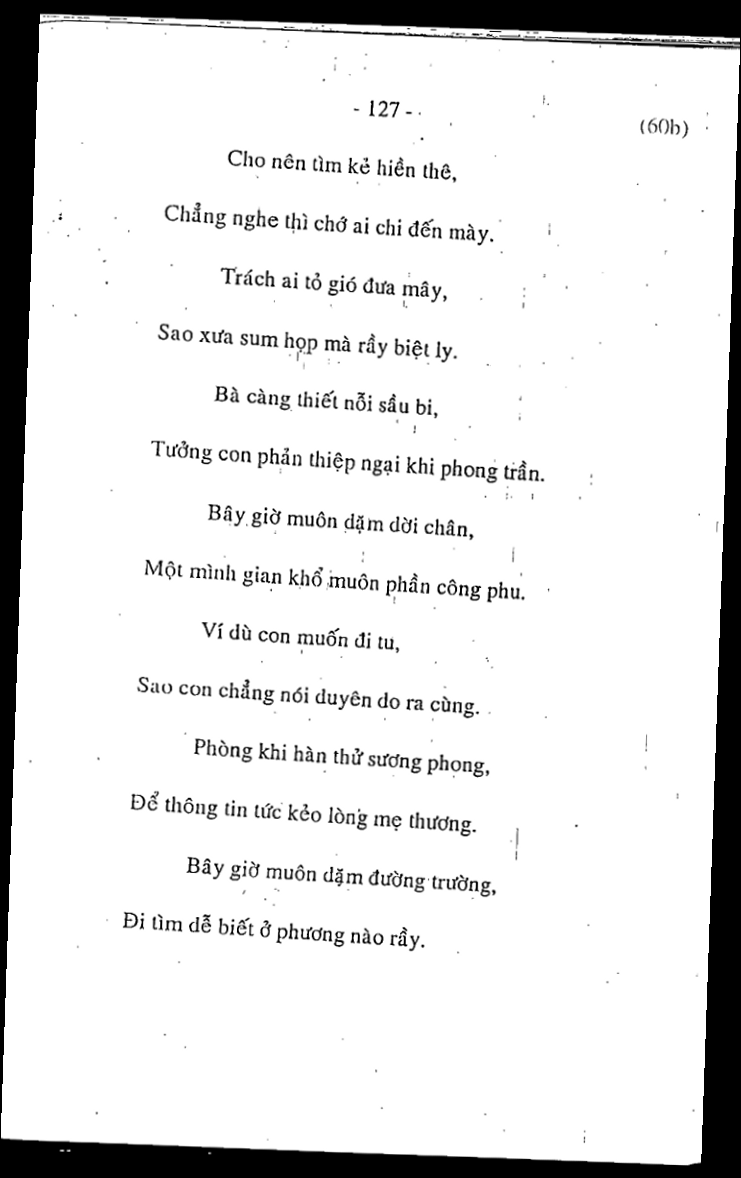 - 127 -
(60b)
Cho nên tìm kẻ hiền thê,
Chẳng nghe thì chớ ai chi đến mày.
Trách ai tỏ gió đưa mây,
Sao xưa sum họp mà rầy biệt ly.
Bà càng thiết nỗi sầu bi,
Tưởng con phản thiệp ngại khi phong trần.
Bây giờ muôn dặm dời chân,
Một mình gian khổ muôn phần công phu.
Ví dù con muốn đi tu,
Sao con chẳng nói duyên do ra cùng.
Phòng khi hàn thử sương phong,
Để thông tin tức kẻo lòng mẹ thương.
Bây giờ muôn dặm đường trường,
Đi tìm dễ biết ở phương nào rầy.